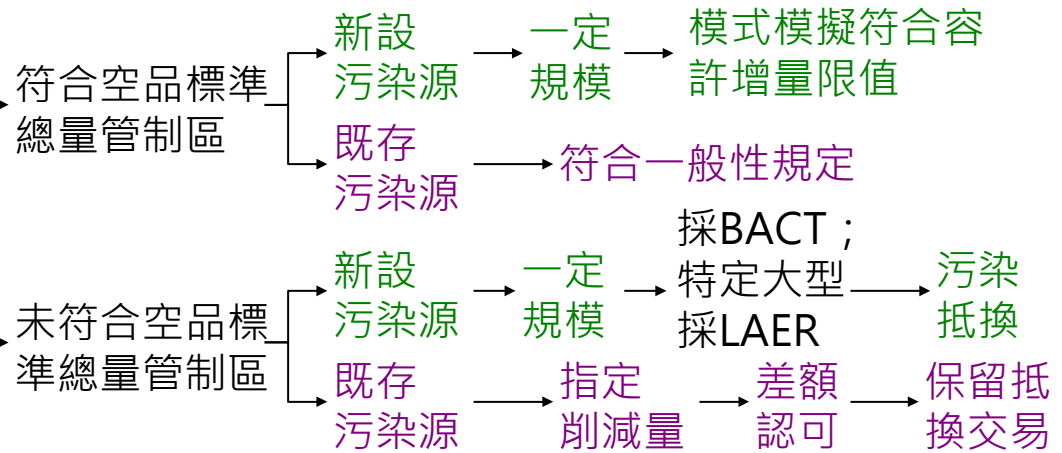 符合空品標準
總量管制區
新設
污染源
一定
規模
模式模擬符合容
許增量限值
既存
污染源
符合一般性規定
未符合空品標
準總量管制區
新設
污染源
一定
規模
採BACT；
特定大型
採LAER
污染
抵換
既存
污染源
指定
削減量
差額
認可
保留抵
換交易